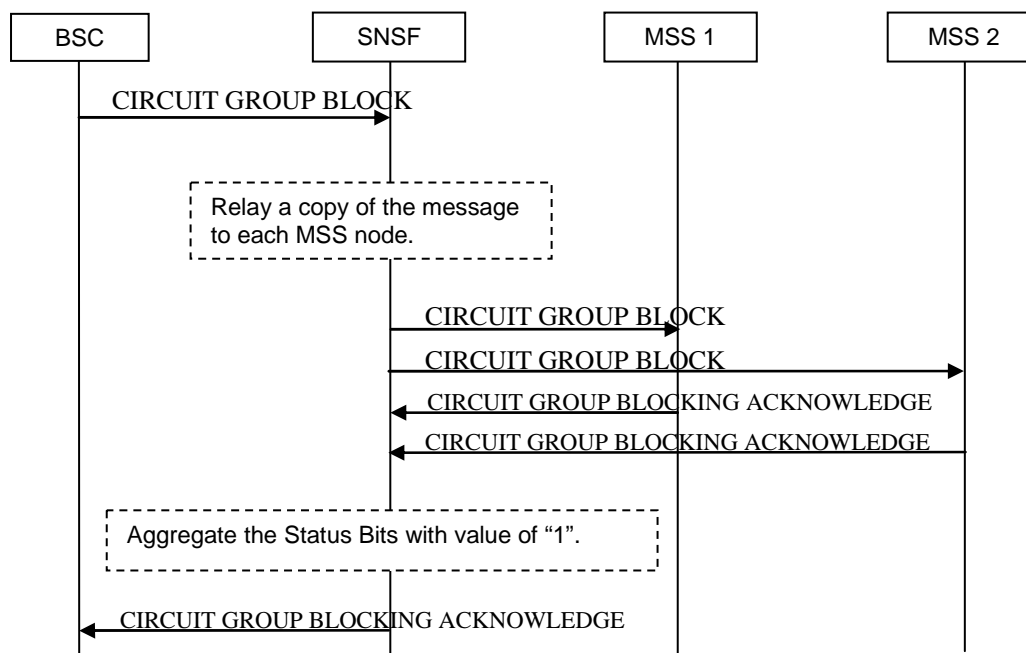 BSC
SNSF
MSS 1
MSS 2
CIRCUIT GROUP BLOCK
Relay a copy of the message
to each MSS node.
CIRCUIT GROUP BLOCK
CIRCUIT GROUP BLOCK
CIRCUIT GROUP BLOCKING ACKNOWLEDGE
CIRCUIT GROUP BLOCKING ACKNOWLEDGE
Aggregate the Status Bits with value of “1”.
CIRCUIT GROUP BLOCKING ACKNOWLEDGE